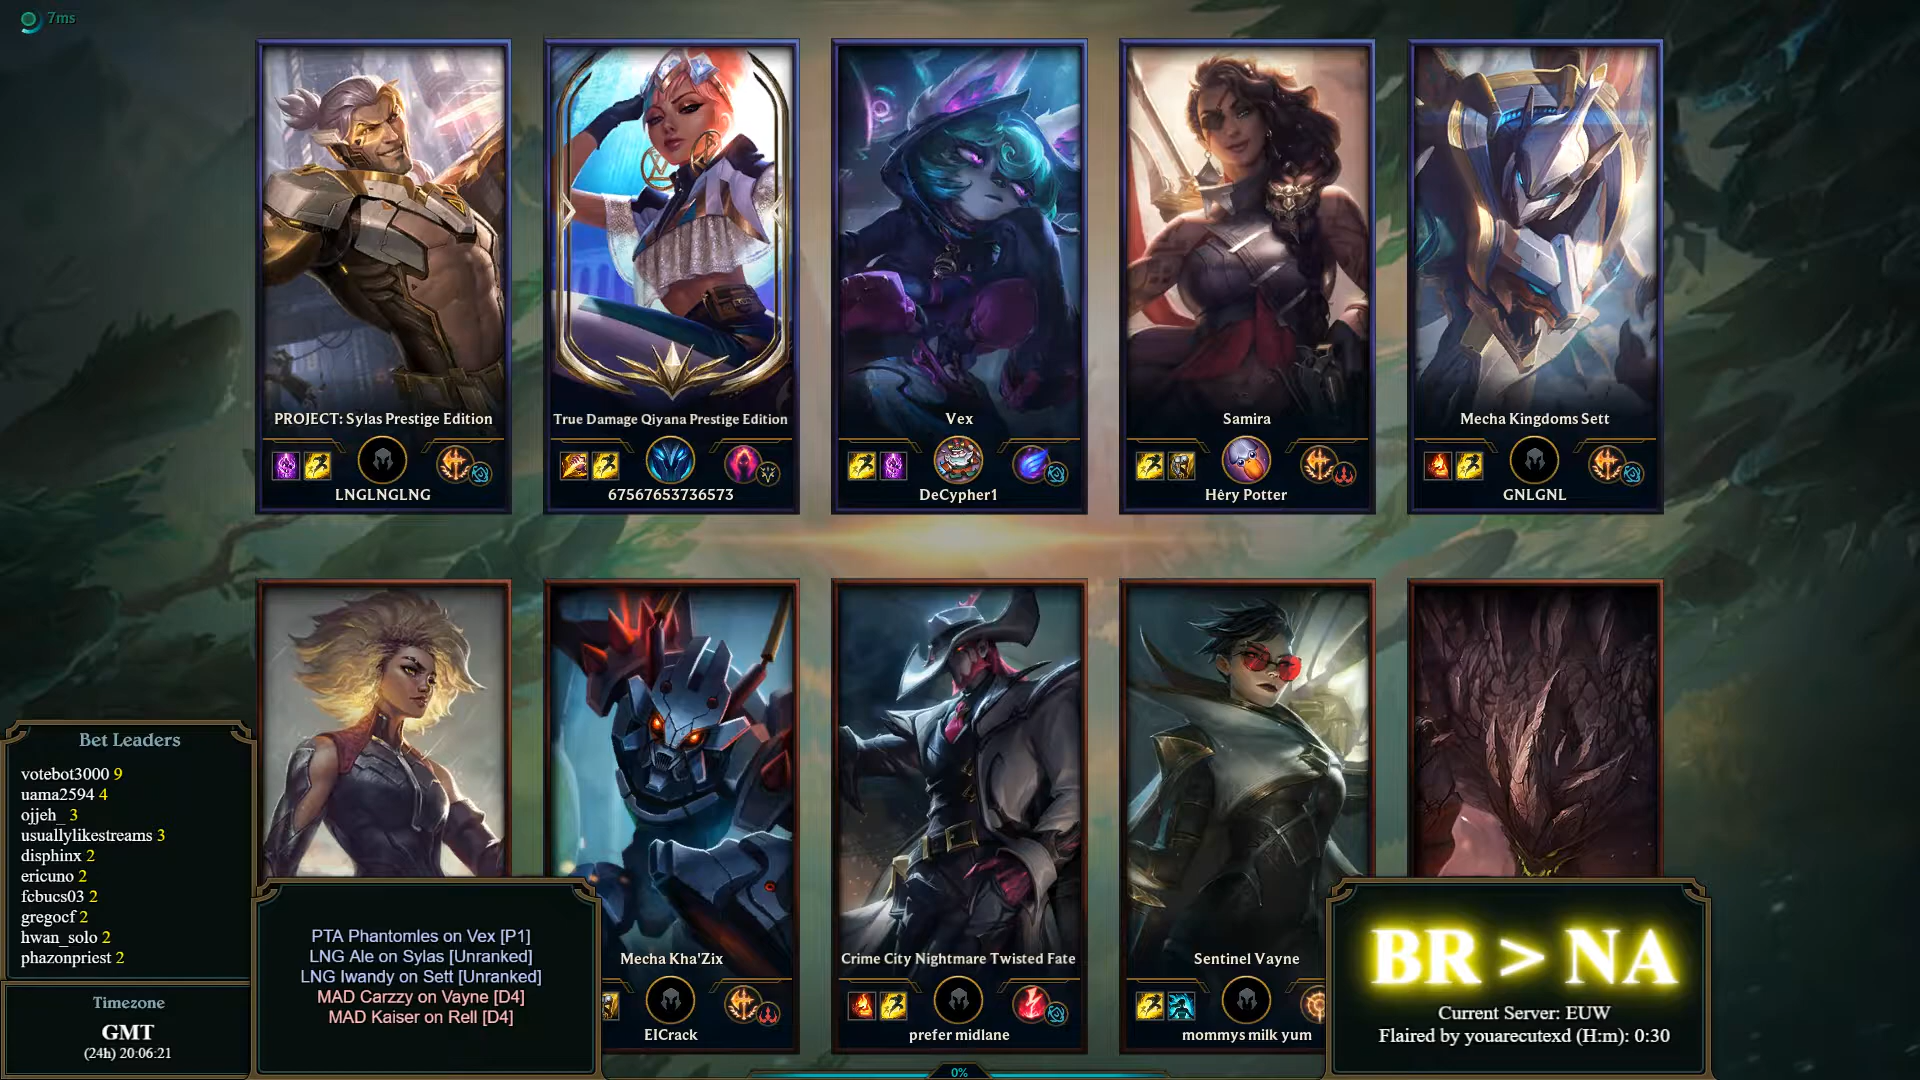 7ms
PROJECT: Sylas Prestige Edition
LNGLNGLNG
True Damage Qiyana Prestige Edition
67567653736573
Vex
DeCypher1
Samira
Hêry Potter
Mecha Kingdoms Sett
GNLGNL
Bet Leaders
votebot3000 9
uama2594 4
ojjeh_ 3
usuallylikestreams 3
disphinx 2
ericuno 2
fcbucs03 2
gregocf 2
hwan_solo 2
phazonpriest 2
Timezone
GMT
(24h) 20:06:21
PTA Phantomles on Vex [P1]
LNG Ale on Sylas [Unranked]
LNG Iwandy on Sett [Unranked]
MAD Carzzy on Vayne [D4]
MAD Kaiser on Rell [D4]
Mecha Kha'Zix
Crime City Nightmare Twisted Fate
prefer midlane
Sentinel Vayne
mommys milk yum
BR > NA
Current Server: EUW
Flaired by youarecutexd (H:m): 0:30
0%